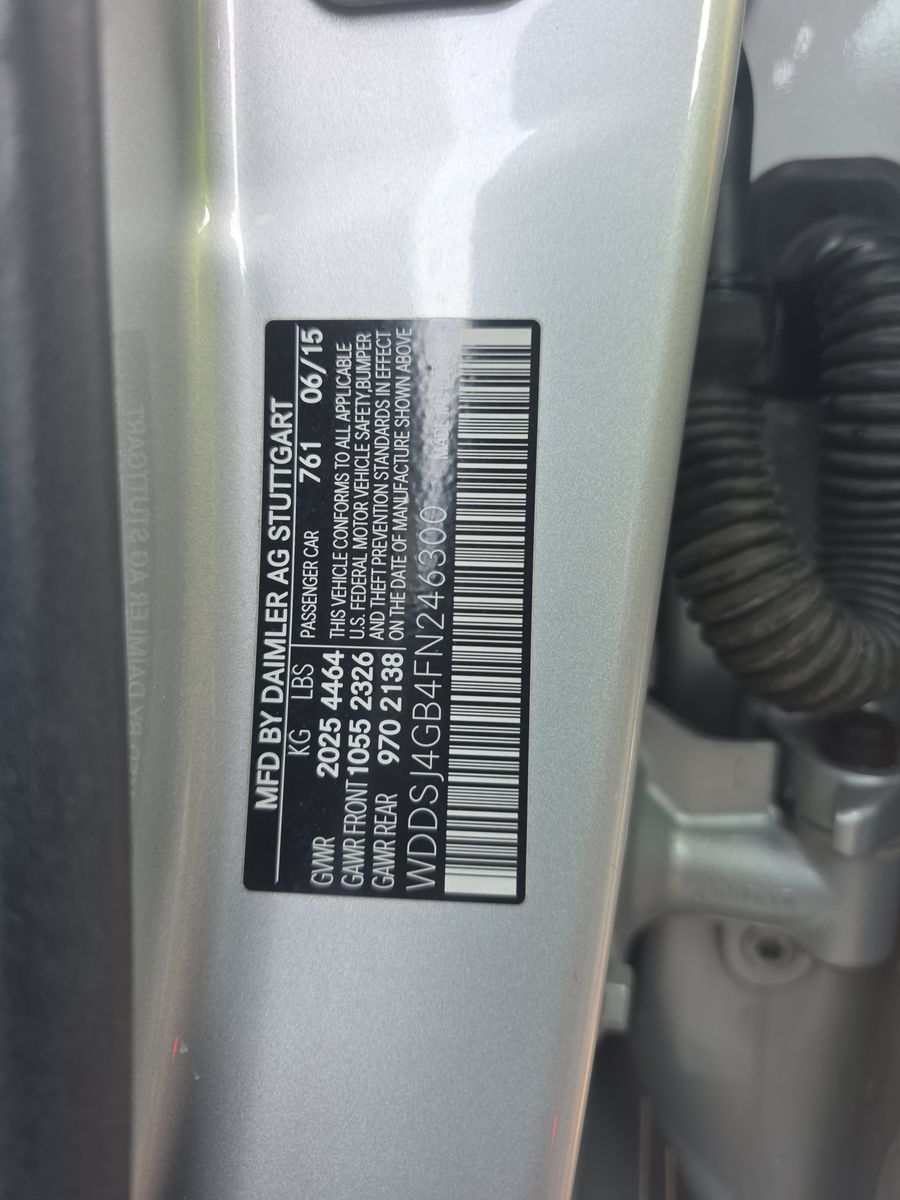 MFD BY DAIMLER AG STUTTGART
KG LBS PASSENGER CAR 761 06/15
GVWR 2025 4464 THIS VEHICLE CONFORMS TO ALL APPLICABLE
GAWR FRONT 1055 2326 U.S. FEDERAL MOTOR VEHICLE SAFETY,BUMPER
GAWR REAR 970 2138 AND THEFT PREVENTION STANDARDS IN EFFECT
ON THE DATE OF MANUFACTURE SHOWN ABOVE
WDDSJ4GB4FN246300 MADE